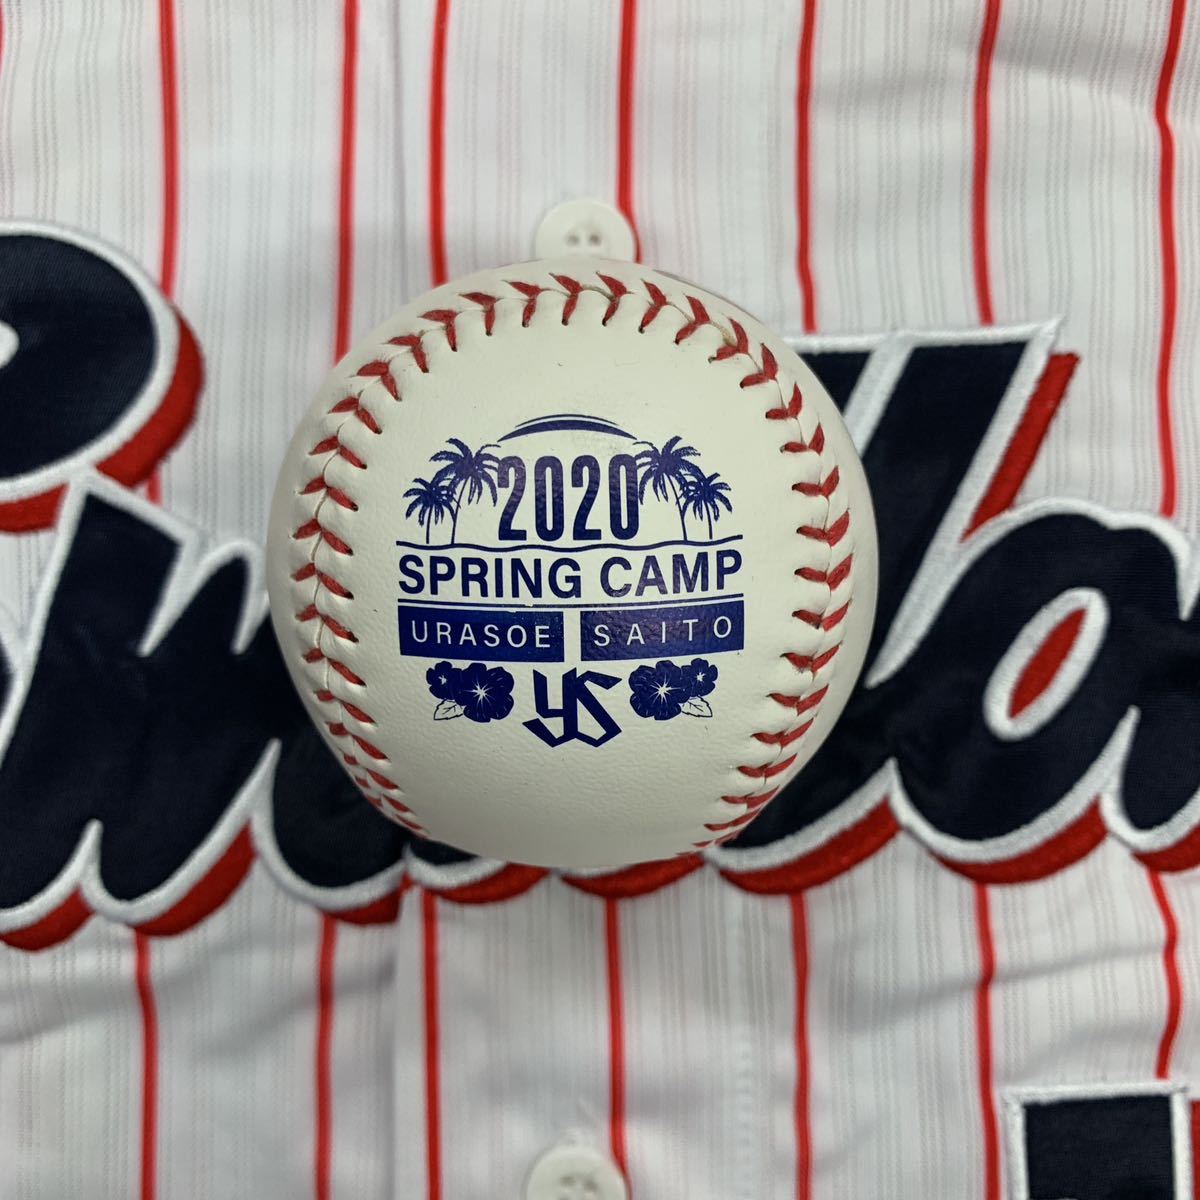 2020
SPRING CAMP
URASOE SAITO
YS